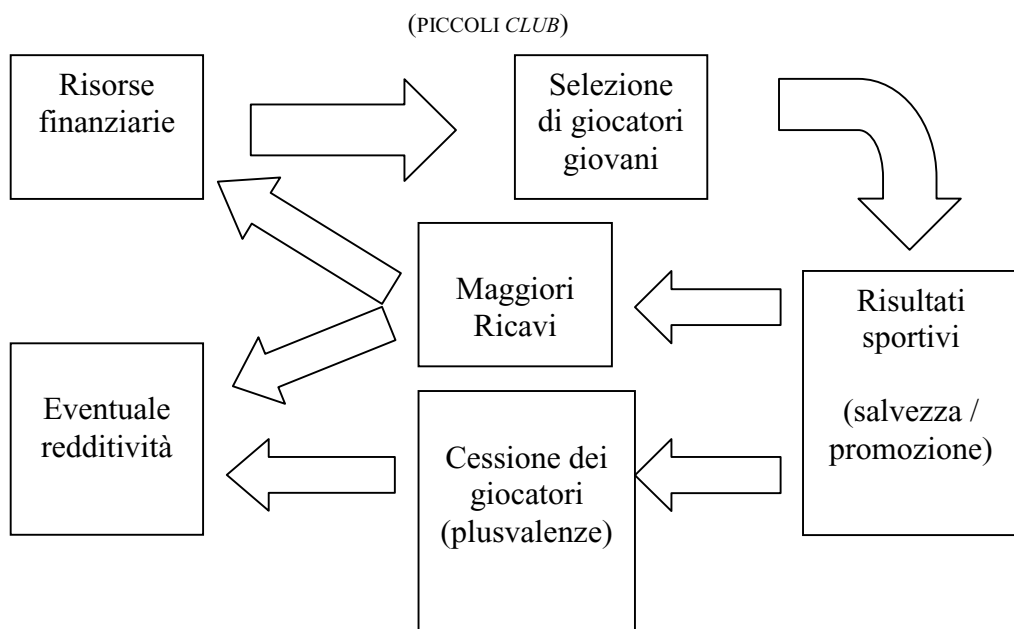 (PICCOLI CLUB)
Risorse
finanziarie
Selezione
di giocatori
giovani
Maggiori
Ricavi
Risultati
sportivi
(salvezza /
promozione)
Eventuale
redditività
Cessione dei
giocatori
(plusvalenze)